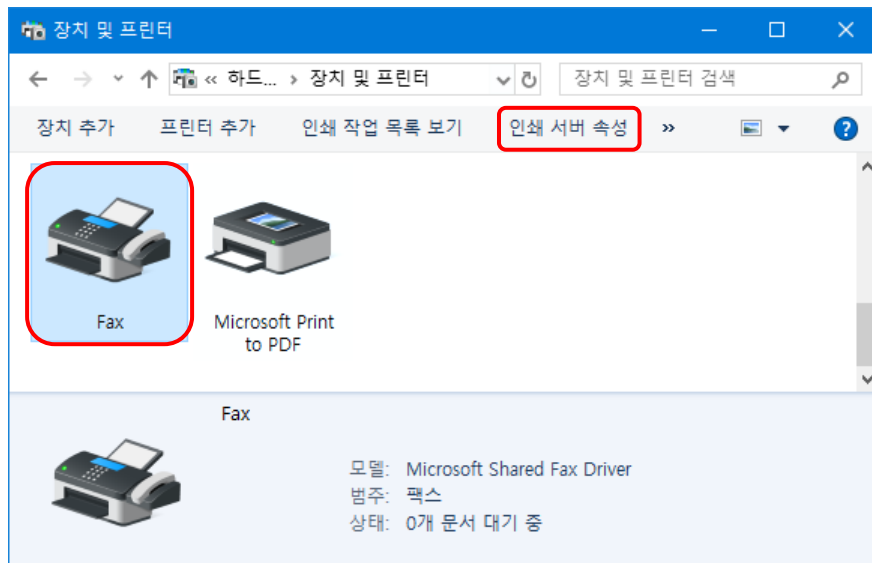 장치 및 프린터
« 하드... › 장치 및 프린터 장치 및 프린터 검색
장치 추가 프린터 추가 인쇄 작업 목록 보기 인쇄 서버 속성 »
Fax
Microsoft Print
to PDF
Fax
모델: Microsoft Shared Fax Driver
범주: 팩스
상태: 0개 문서 대기 중